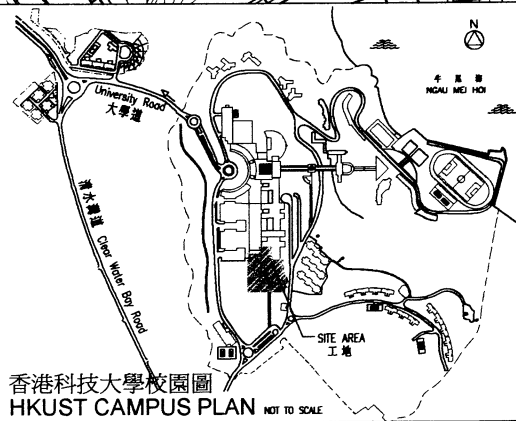 N
牛尾海
NGAU MEI HOI
University Road
大學道
清水灣道 Clear Water Bay Road
SITE AREA
工地
香港科技大學校園圖
HKUST CAMPUS PLAN NOT TO SCALE